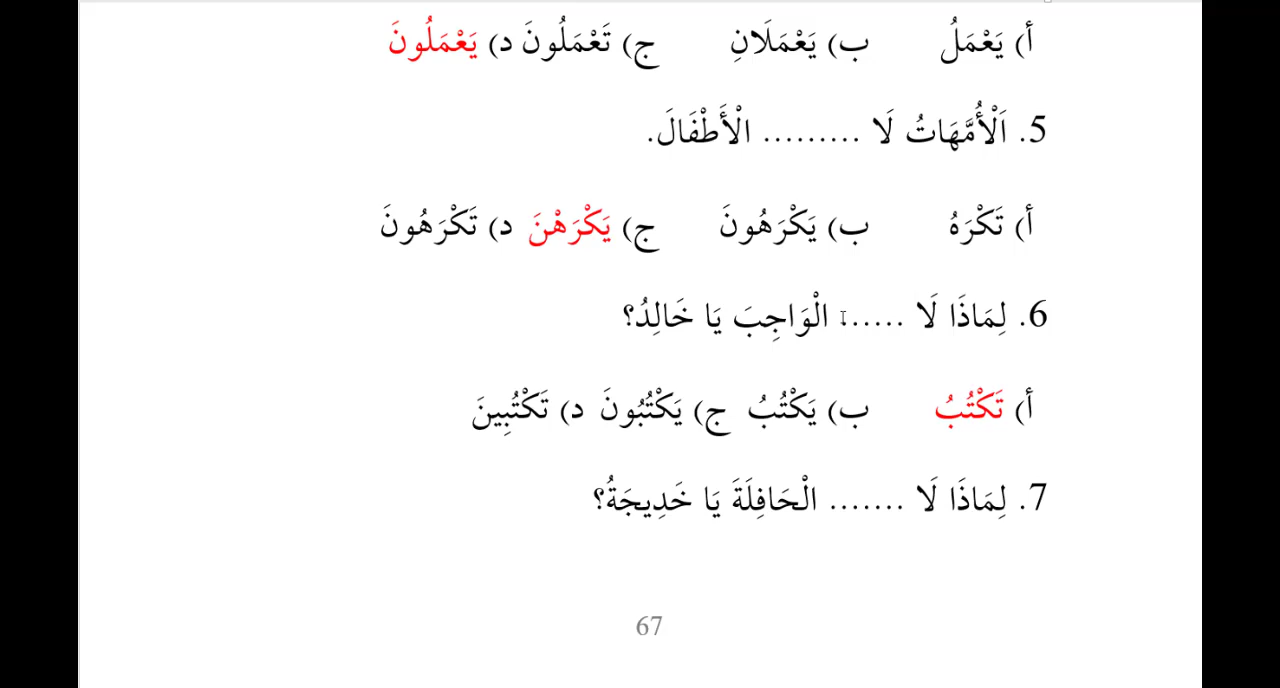 أ) يَعْمَلُ ب) يَعْمَلَانِ ج) تَعْمَلُونَ د) يَعْمَلُونَ
5. اَلْأُمَّهَاتُ لَا ......... الْأَطْفَالَ.
أ) تَكْرَهُ ب) يَكْرَهُونَ ج) يَكْرَهْنَ د) تَكْرَهُونَ
6. لِمَاذَا لَا ...... الْوَاجِبَ يَا خَالِدُ؟
أ) تَكْتُبُ ب) يَكْتُبُ ج) يَكْتُبُونَ د) تَكْتُبِينَ
7. لِمَاذَا لَا ....... الْحَافِلَةَ يَا خَدِيجَةُ؟
67